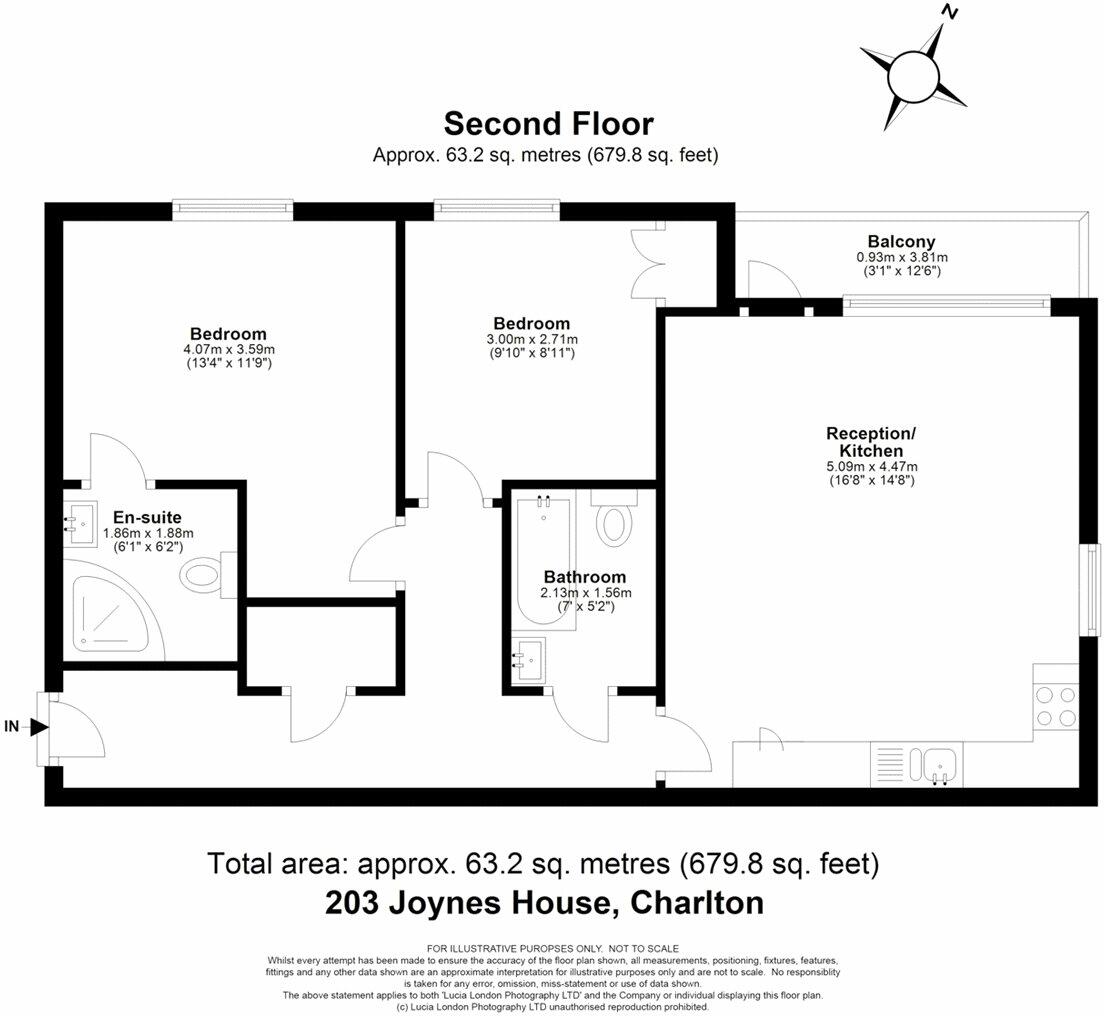 N
Second Floor
Approx. 63.2 sq. metres (679.8 sq. feet)
Balcony
0.93m x 3.81m
(3'1" x 12'6")
Bedroom
4.07m x 3.59m
(13'4" x 11'9")
Bedroom
3.00m x 2.71m
(9'10" x 8'11")
Reception/
Kitchen
5.09m x 4.47m
(16'8" x 14'8")
En-suite
1.86m x 1.88m
(6'1" x 6'2")
Bathroom
2.13m x 1.56m
(7' x 5'2")
IN
Total area: approx. 63.2 sq. metres (679.8 sq. feet)
203 Joynes House, Charlton
FOR ILLUSTRATIVE PUROPSES ONLY. NOT TO SCALE
Whilst every attempt has been made to ensure the accuracy of the floor plan shown, all measurements, positioning, fixtures, features,
fittings and any other data shown are an approximate interpretation for illustrative purposes only and are not to scale. No responsiblity
is taken for any error, omission, miss-statement or use of data shown.
The above statement applies to both 'Lucia London Photography LTD' and the Company or individual displaying this floor plan.
(c) Lucia London Photography LTD unauthorised reproduction prohibited.